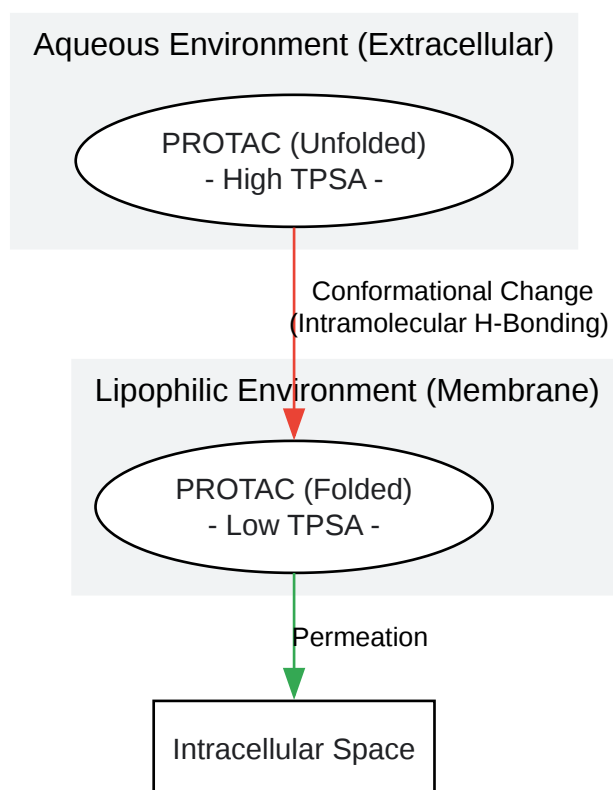 Aqueous Environment (Extracellular)
PROTAC (Unfolded)
- High TPSA -
Conformational Change
(Intramolecular H-Bonding)
Lipophilic Environment (Membrane)
PROTAC (Folded)
- Low TPSA -
Permeation
Intracellular Space